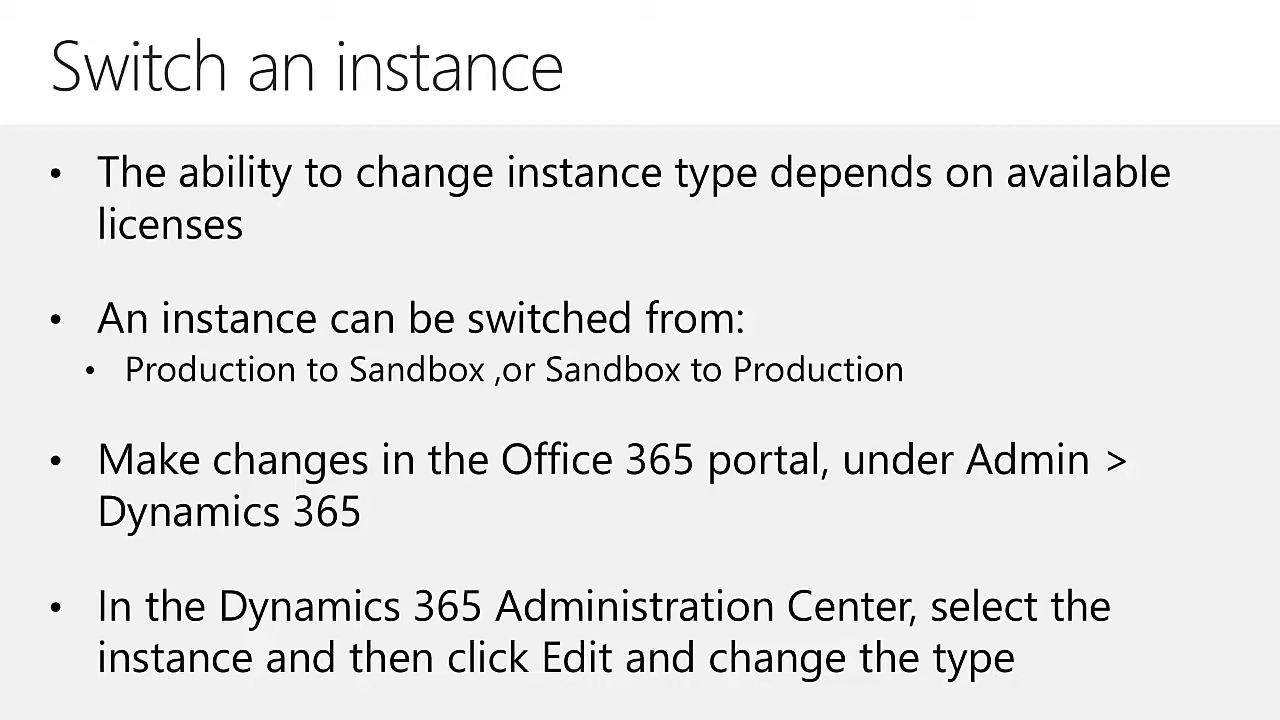 Switch an instance
• The ability to change instance type depends on available
licenses
• An instance can be switched from:
• Production to Sandbox ,or Sandbox to Production
• Make changes in the Office 365 portal, under Admin >
Dynamics 365
• In the Dynamics 365 Administration Center, select the
instance and then click Edit and change the type